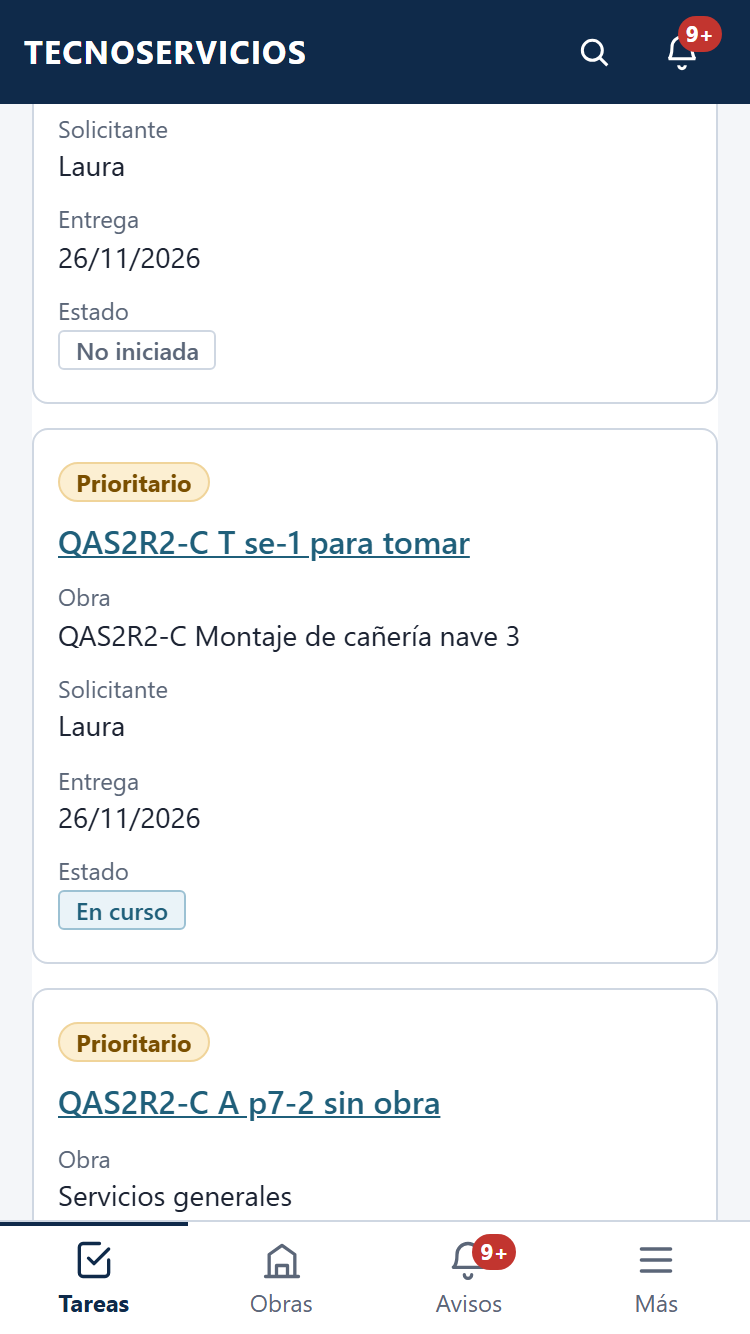 TECNOSERVICIOS
9+
Solicitante
Laura
Entrega
26/11/2026
Estado
No iniciada
Prioritario
QAS2R2-C T se-1 para tomar
Obra
QAS2R2-C Montaje de cañería nave 3
Solicitante
Laura
Entrega
26/11/2026
Estado
En curso
Prioritario
QAS2R2-C A p7-2 sin obra
Obra
Servicios generales
9+
Tareas
Obras
Avisos
Más